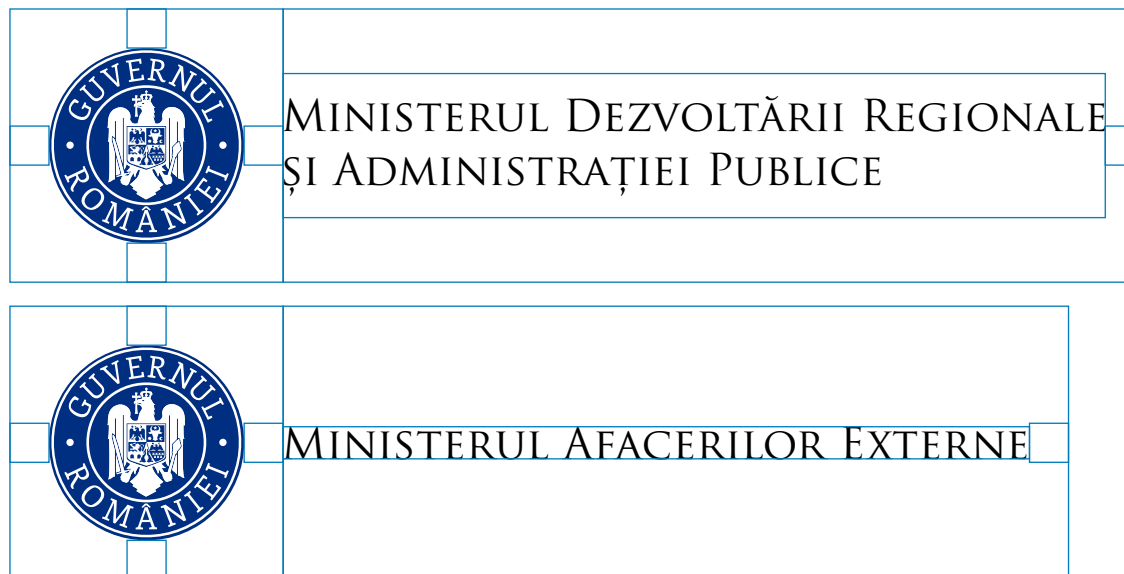 GUVERNUL ROMÂNIEI
Ministerul Dezvoltării Regionale
și Administrației Publice
GUVERNUL ROMÂNIEI
Ministerul Afacerilor Externe